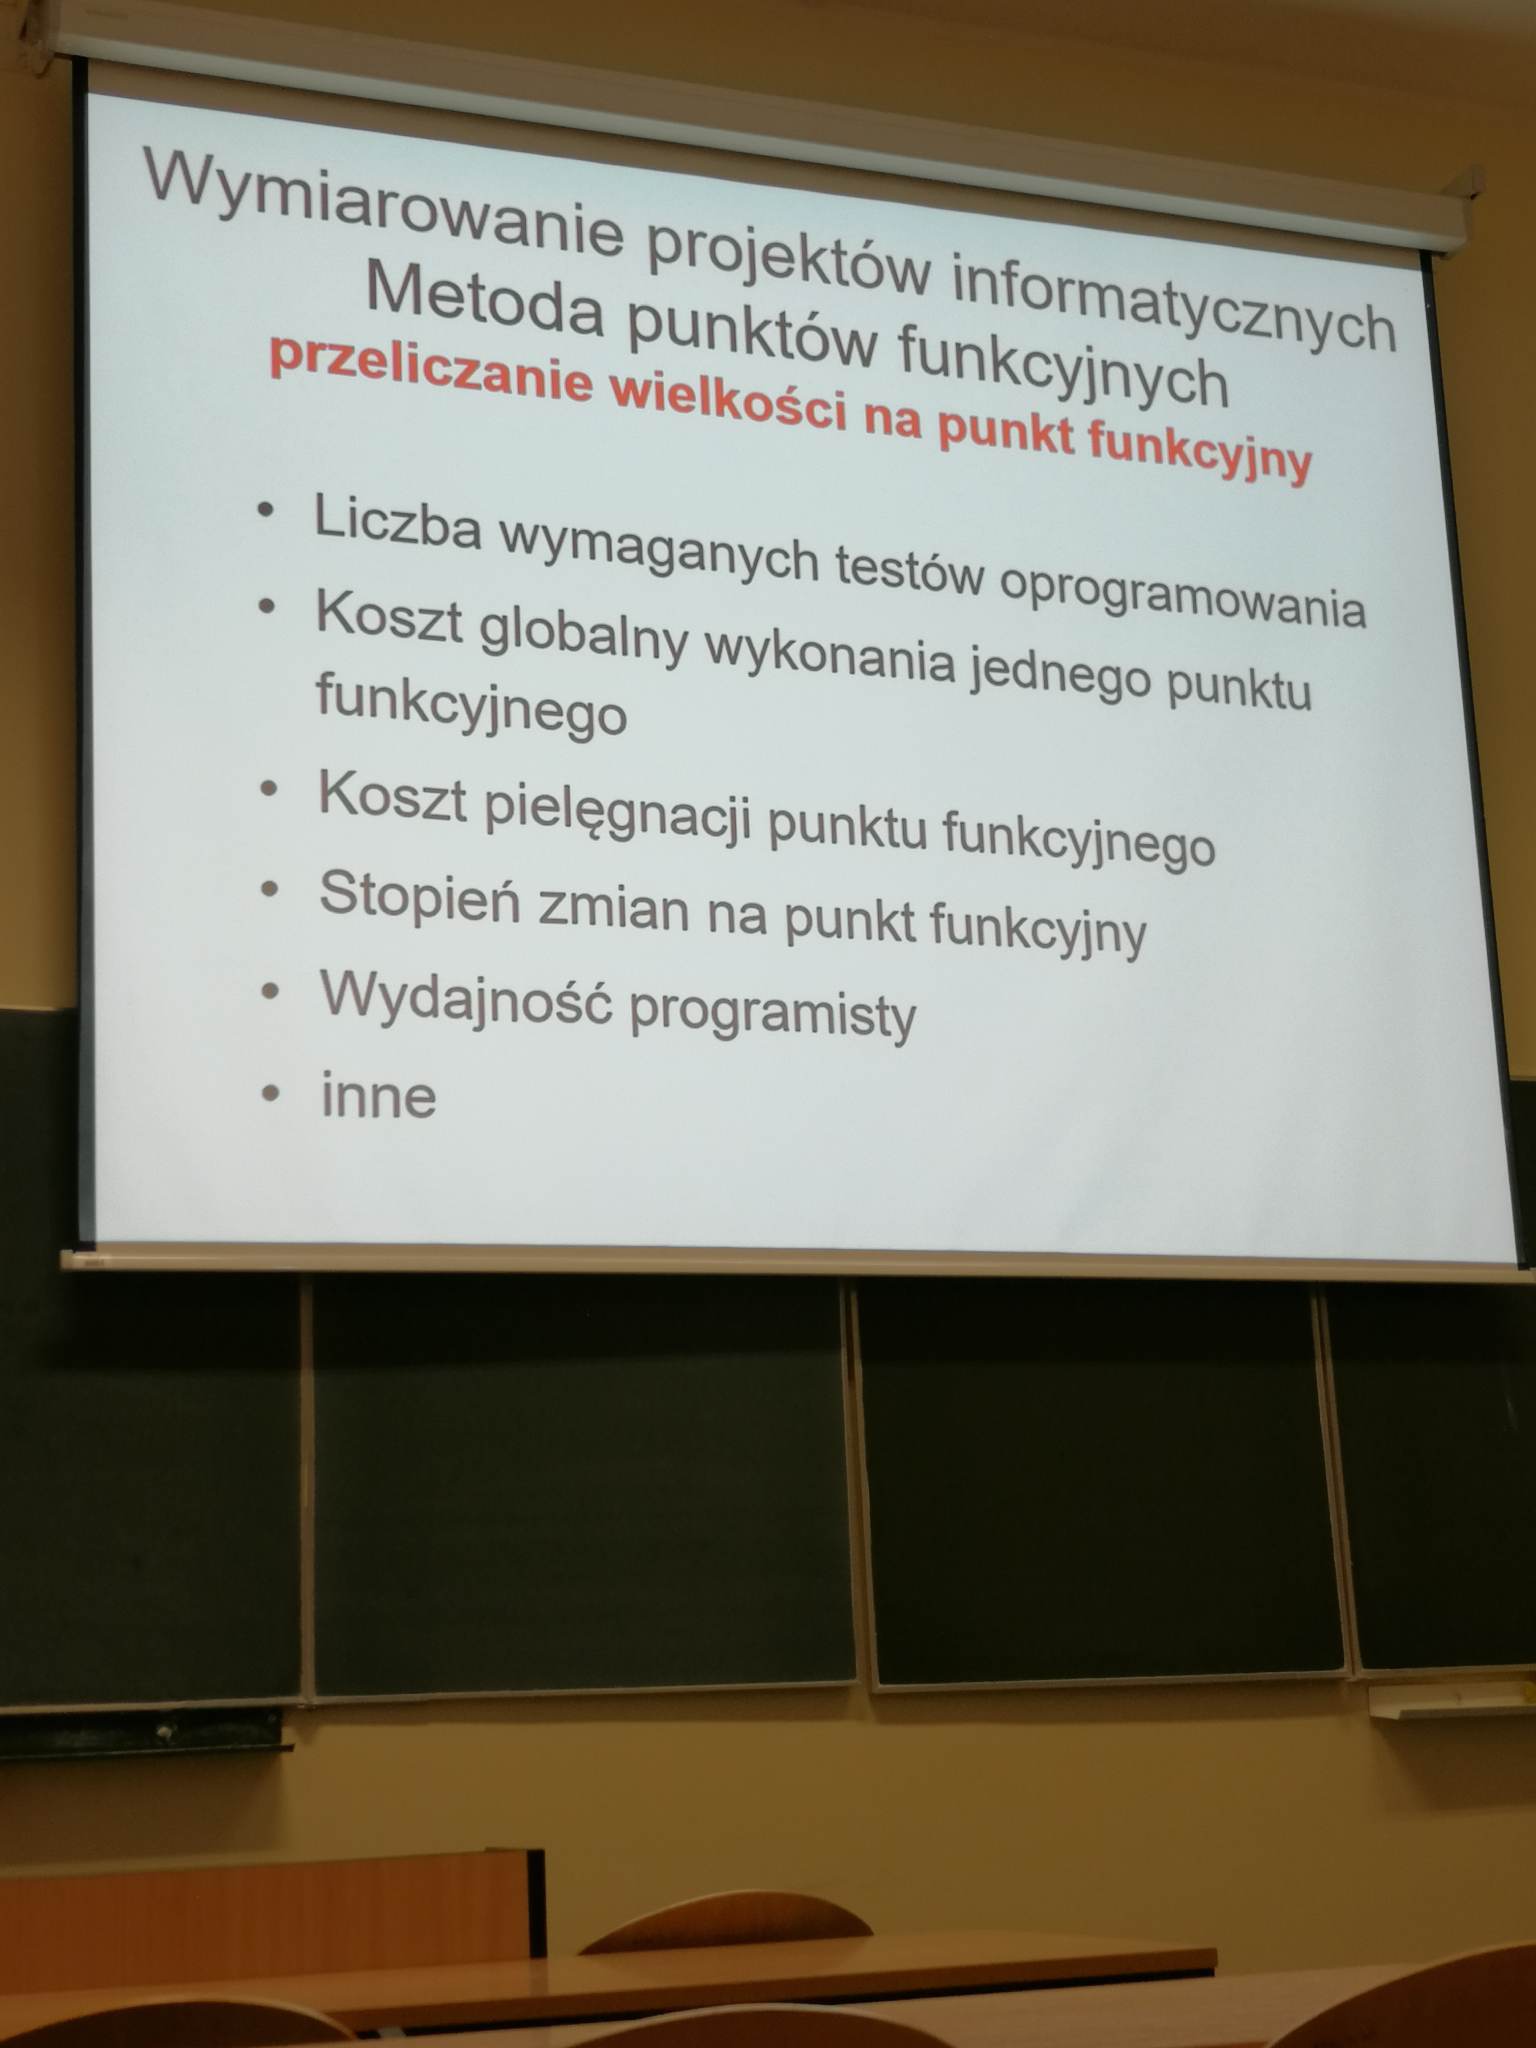 Wymiarowanie projektów informatycznych
Metoda punktów funkcyjnych
przeliczanie wielkości na punkt funkcyjny
• Liczba wymaganych testów oprogramowania
• Koszt globalny wykonania jednego punktu
funkcyjnego
• Koszt pielęgnacji punktu funkcyjnego
• Stopień zmian na punkt funkcyjny
• Wydajność programisty
• inne